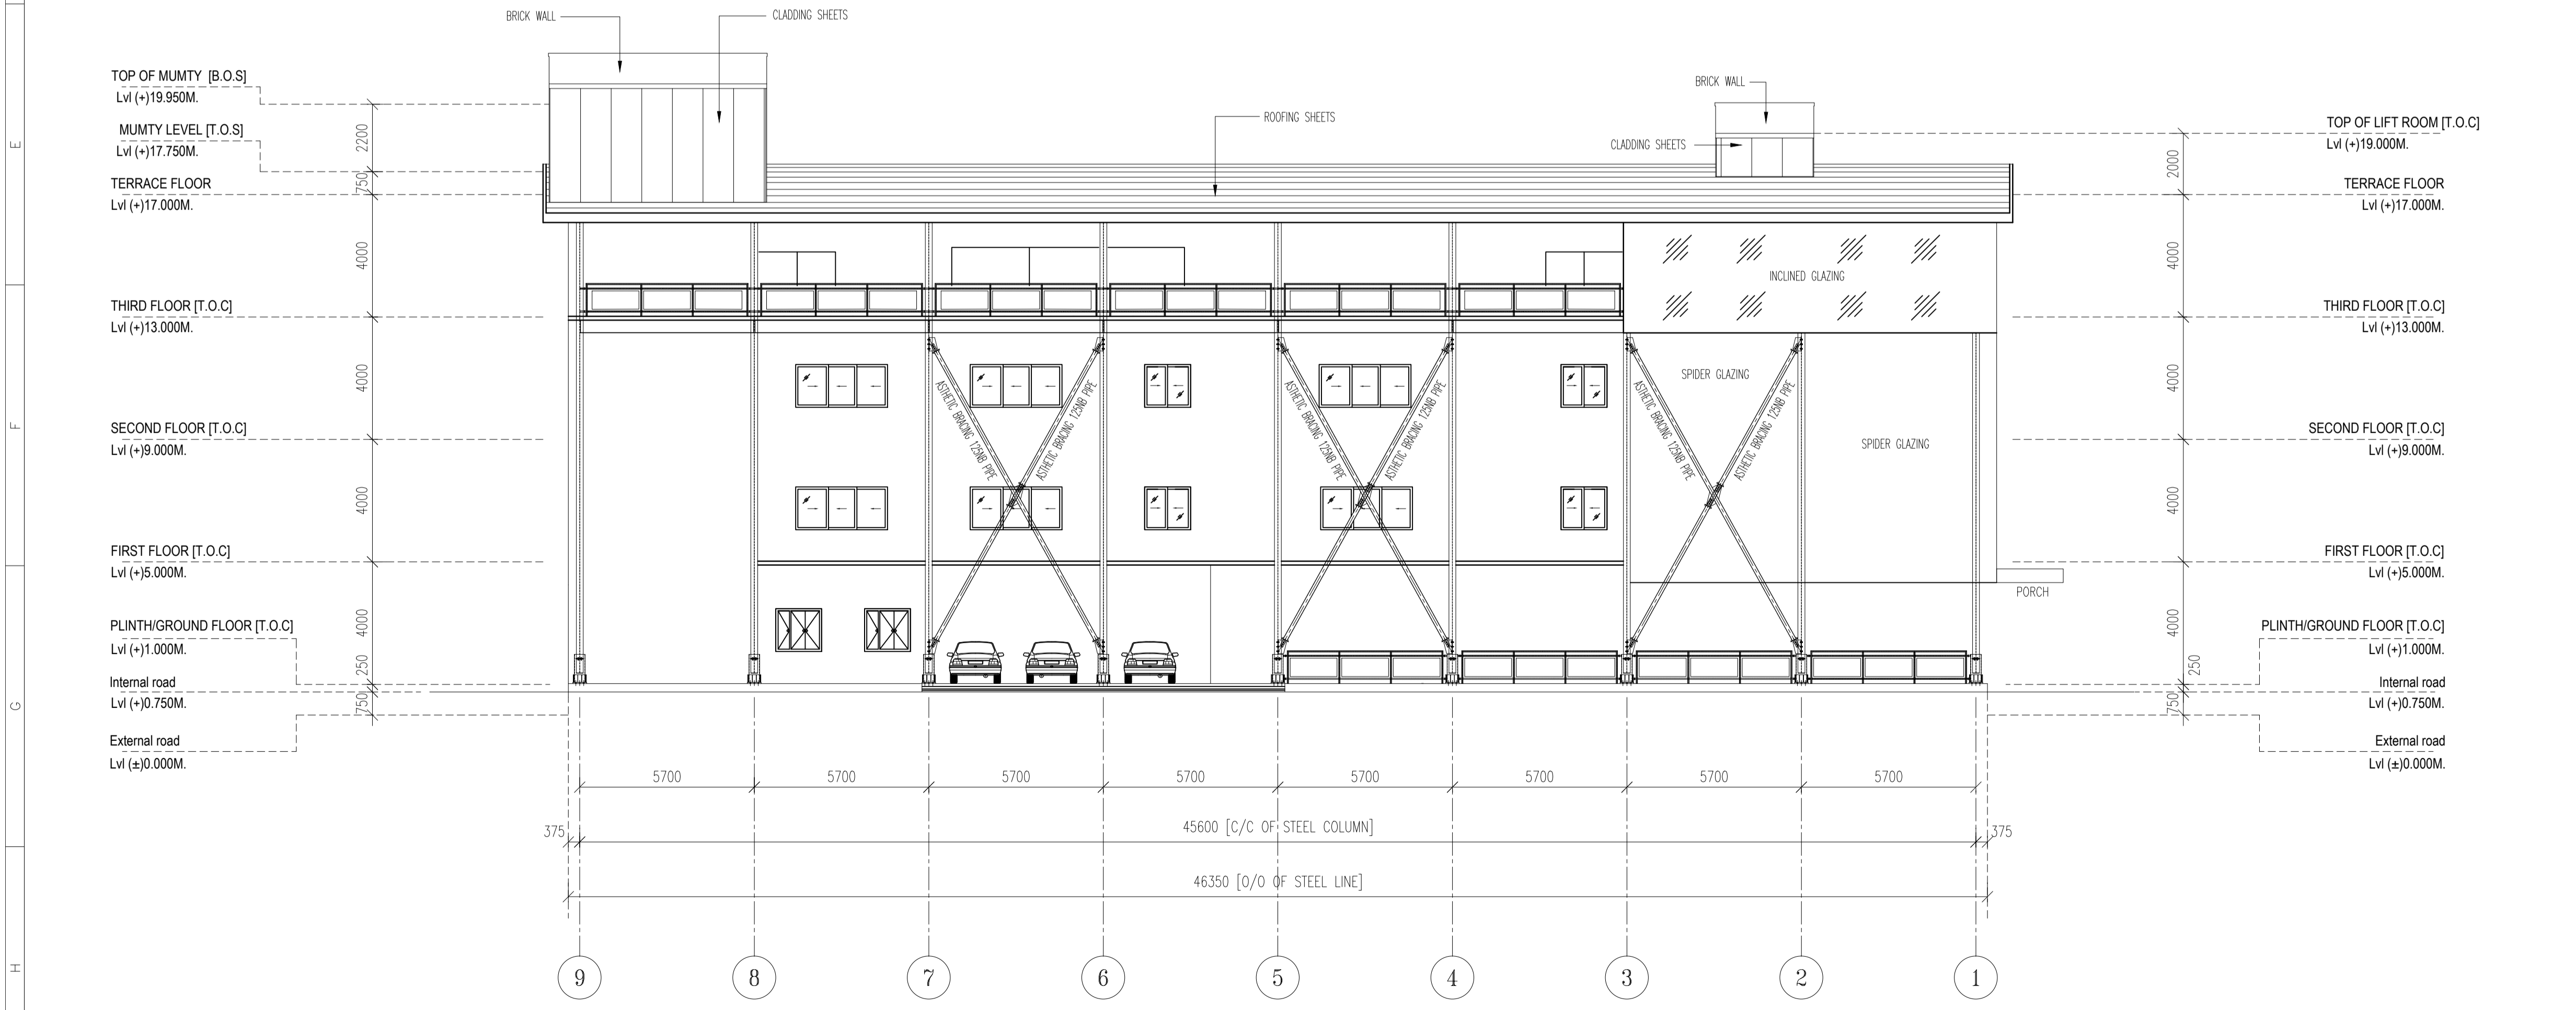 BRICK WALL
CLADDING SHEETS
TOP OF MUMTY [B.O.S]
Lvl (+)19.950M.
MUMTY LEVEL [T.O.S]
Lvl (+)17.750M.
TERRACE FLOOR
Lvl (+)17.000M.
THIRD FLOOR [T.O.C]
Lvl (+)13.000M.
SECOND FLOOR [T.O.C]
Lvl (+)9.000M.
FIRST FLOOR [T.O.C]
Lvl (+)5.000M.
PLINTH/GROUND FLOOR [T.O.C]
Lvl (+)1.000M.
Internal road
Lvl (+)0.750M.
External road
Lvl (±)0.000M.
E
F
G
H
2200
750
4000
4000
4000
4000
250
750
ROOFING SHEETS
BRICK WALL
CLADDING SHEETS
INCLINED GLAZING
SPIDER GLAZING
SPIDER GLAZING
ASTHETIC BRACING 125NB PIPE
ASTHETIC BRACING 125NB PIPE
ASTHETIC BRACING 125NB PIPE
ASTHETIC BRACING 125NB PIPE
ASTHETIC BRACING 125NB PIPE
ASTHETIC BRACING 125NB PIPE
PORCH
TOP OF LIFT ROOM [T.O.C]
Lvl (+)19.000M.
TERRACE FLOOR
Lvl (+)17.000M.
THIRD FLOOR [T.O.C]
Lvl (+)13.000M.
SECOND FLOOR [T.O.C]
Lvl (+)9.000M.
FIRST FLOOR [T.O.C]
Lvl (+)5.000M.
PLINTH/GROUND FLOOR [T.O.C]
Lvl (+)1.000M.
Internal road
Lvl (+)0.750M.
External road
Lvl (±)0.000M.
2000
4000
4000
4000
4000
250
750
5700 5700 5700 5700 5700 5700 5700 5700
375 45600 [C/C OF STEEL COLUMN] 375
46350 [O/O OF STEEL LINE]
9 8 7 6 5 4 3 2 1